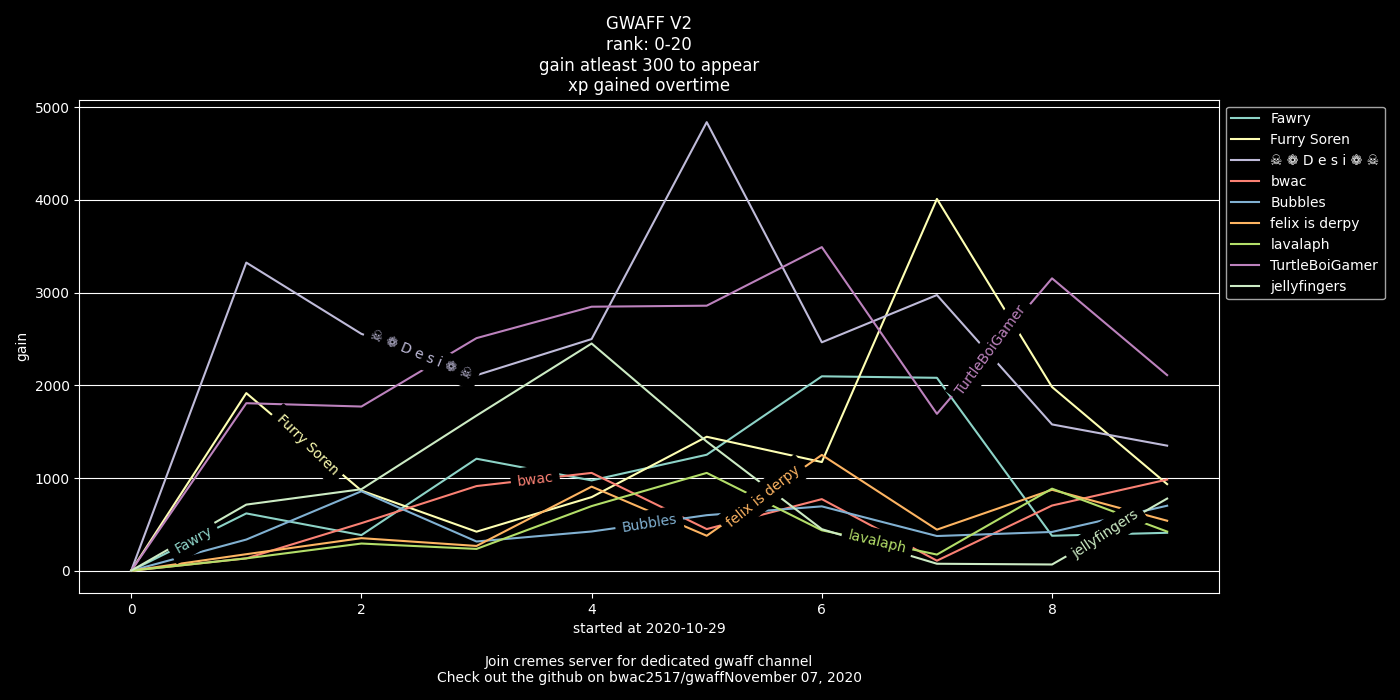 GWAFF V2
rank: 0-20
gain atleast 300 to appear
xp gained overtime
5000
4000
3000
2000
1000
0
gain
☠ ❁ D e s i ❁ ☠
TurtleBoiGamer
Furry Soren
bwac
felix is derpy
Fawry
Bubbles
lavalaph
jellyfingers
0 2 4 6 8
started at 2020-10-29
Fawry
Furry Soren
☠ ❁ D e s i ❁ ☠
bwac
Bubbles
felix is derpy
lavalaph
TurtleBoiGamer
jellyfingers
Join cremes server for dedicated gwaff channel
Check out the github on bwac2517/gwaffNovember 07, 2020